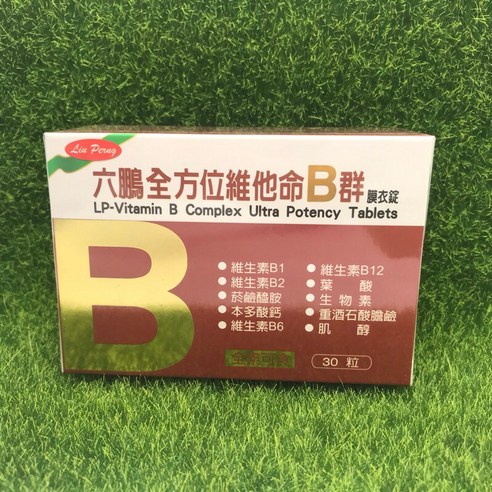 Liu Perng
六鵬全方位維他命B群膜衣錠
LP-Vitamin B Complex Ultra Potency Tablets
B
●維生素B1
●維生素B2
●菸鹼醯胺
●本多酸鈣
●維生素B6
●維生素B12
●葉酸
●生物素
●重酒石酸膽鹼
●肌醇
30粒